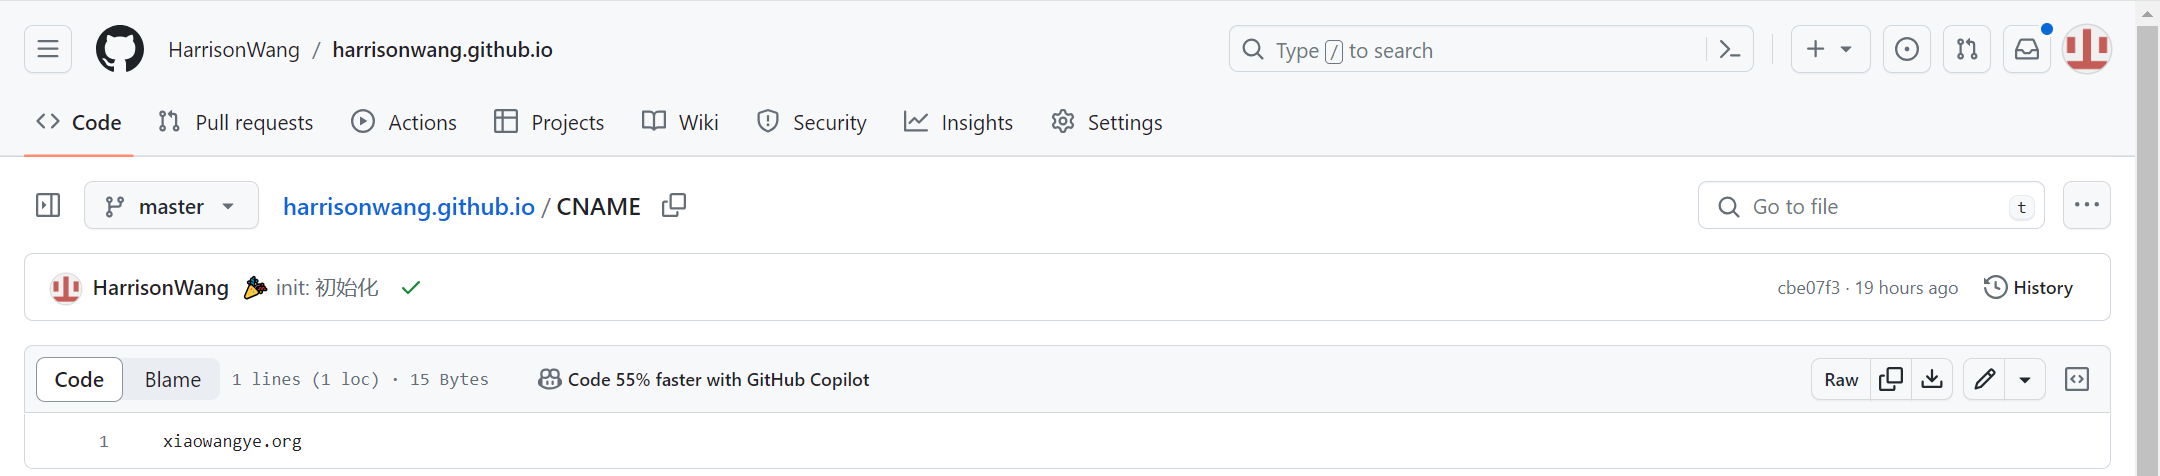 HarrisonWang / harrisonwang.github.io
Type / to search
Code
Pull requests
Actions
Projects
Wiki
Security
Insights
Settings
master
harrisonwang.github.io / CNAME
Go to file
t
HarrisonWang init: 初始化
cbe07f3 · 19 hours ago
History
Code
Blame
1 lines (1 loc) · 15 Bytes
Code 55% faster with GitHub Copilot
Raw
1 xiaowangye.org